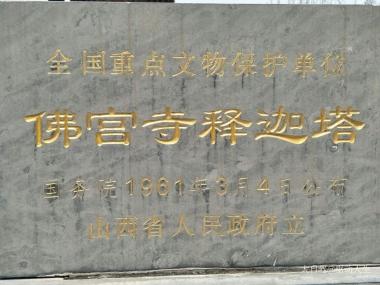 全国重点文物保护单位
佛宫寺释迦塔
国务院1961年3月4日公布
山西省人民政府立